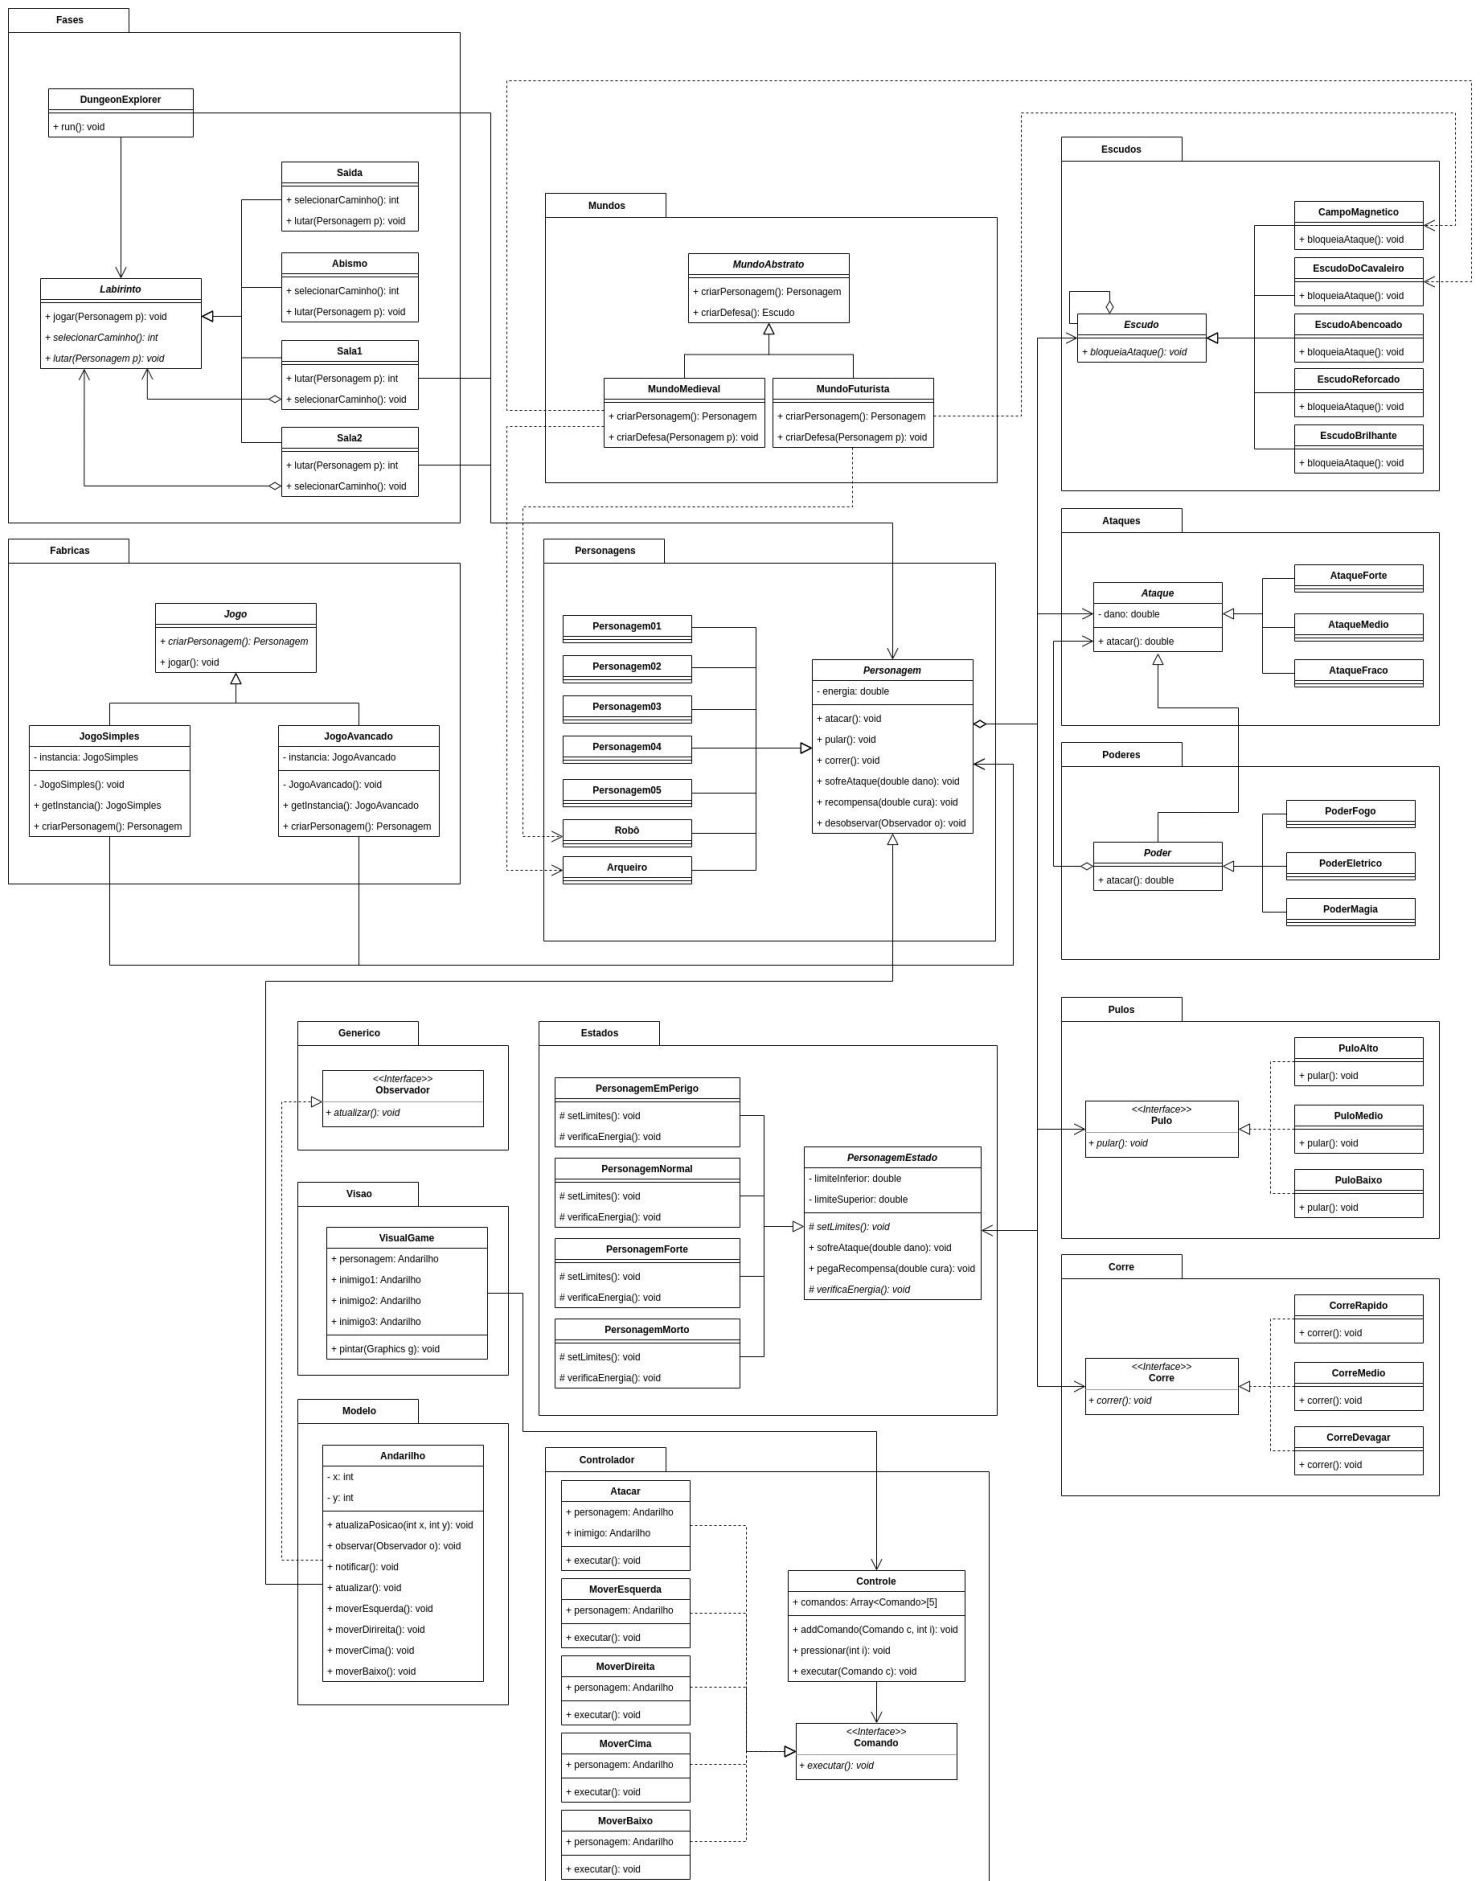 Fases
DungeonExplorer
+ run(): void
Saida
+ selecionarCaminho(): int
+ lutar(Personagem p): void
Abismo
+ selecionarCaminho(): int
+ lutar(Personagem p): void
Labirinto
+ jogar(Personagem p): void
+ selecionarCaminho(): int
+ lutar(Personagem p): void
Sala1
+ lutar(Personagem p): int
+ selecionarCaminho(): void
Sala2
+ lutar(Personagem p): int
+ selecionarCaminho(): void
Mundos
MundoAbstrato
+ criarPersonagem(): Personagem
+ criarDefesa(): Escudo
MundoMedieval
+ criarPersonagem(): Personagem
+ criarDefesa(Personagem p): void
MundoFuturista
+ criarPersonagem(): Personagem
+ criarDefesa(Personagem p): void
Escudos
CampoMagnetico
+ bloqueiaAtaque(): void
EscudoDoCavaleiro
+ bloqueiaAtaque(): void
Escudo
+ bloqueiaAtaque(): void
EscudoAbencoado
+ bloqueiaAtaque(): void
EscudoReforcado
+ bloqueiaAtaque(): void
EscudoBrilhante
+ bloqueiaAtaque(): void
Fabricas
Jogo
+ criarPersonagem(): Personagem
+ jogar(): void
JogoSimples
- instancia: JogoSimples
- JogoSimples(): void
+ getInstancia(): JogoSimples
+ criarPersonagem(): Personagem
JogoAvancado
- instancia: JogoAvancado
- JogoAvancado(): void
+ getInstancia(): JogoAvancado
+ criarPersonagem(): Personagem
Personagens
Personagem01
Personagem02
Personagem03
Personagem04
Personagem05
Robô
Arqueiro
Personagem
- energia: double
+ atacar(): void
+ pular(): void
+ correr(): void
+ sofreAtaque(double dano): void
+ recompensa(double cura): void
+ desobservar(Observador o): void
Ataques
Ataque
- dano: double
+ atacar(): double
AtaqueForte
AtaqueMedio
AtaqueFraco
Poderes
Poder
+ atacar(): double
PoderFogo
PoderEletrico
PoderMagia
Generico
<<Interface>>
Observador
+ atualizar(): void
Visao
VisualGame
+ personagem: Andarilho
+ inimigo1: Andarilho
+ inimigo2: Andarilho
+ inimigo3: Andarilho
+ pintar(Graphics g): void
Modelo
Andarilho
- x: int
- y: int
+ atualizaPosicao(int x, int y): void
+ observar(Observador o): void
+ notificar(): void
+ atualizar(): void
+ moverEsquerda(): void
+ moverDirireita(): void
+ moverCima(): void
+ moverBaixo(): void
Estados
PersonagemEmPerigo
# setLimites(): void
# verificaEnergia(): void
PersonagemNormal
# setLimites(): void
# verificaEnergia(): void
PersonagemForte
# setLimites(): void
# verificaEnergia(): void
PersonagemMorto
# setLimites(): void
# verificaEnergia(): void
PersonagemEstado
- limiteInferior: double
- limiteSuperior: double
# setLimites(): void
+ sofreAtaque(double dano): void
+ pegaRecompensa(double cura): void
# verificaEnergia(): void
Pulos
<<Interface>>
Pulo
+ pular(): void
PuloAlto
+ pular(): void
PuloMedio
+ pular(): void
PuloBaixo
+ pular(): void
Corre
<<Interface>>
Corre
+ correr(): void
CorreRapido
+ correr(): void
CorreMedio
+ correr(): void
CorreDevagar
+ correr(): void
Controlador
Atacar
+ personagem: Andarilho
+ inimigo: Andarilho
+ executar(): void
MoverEsquerda
+ personagem: Andarilho
+ executar(): void
MoverDireita
+ personagem: Andarilho
+ executar(): void
MoverCima
+ personagem: Andarilho
+ executar(): void
MoverBaixo
+ personagem: Andarilho
+ executar(): void
Controle
+ comandos: Array<Comando>[5]
+ addComando(Comando c, int i): void
+ pressionar(int i): void
+ executar(Comando c): void
<<Interface>>
Comando
+ executar(): void